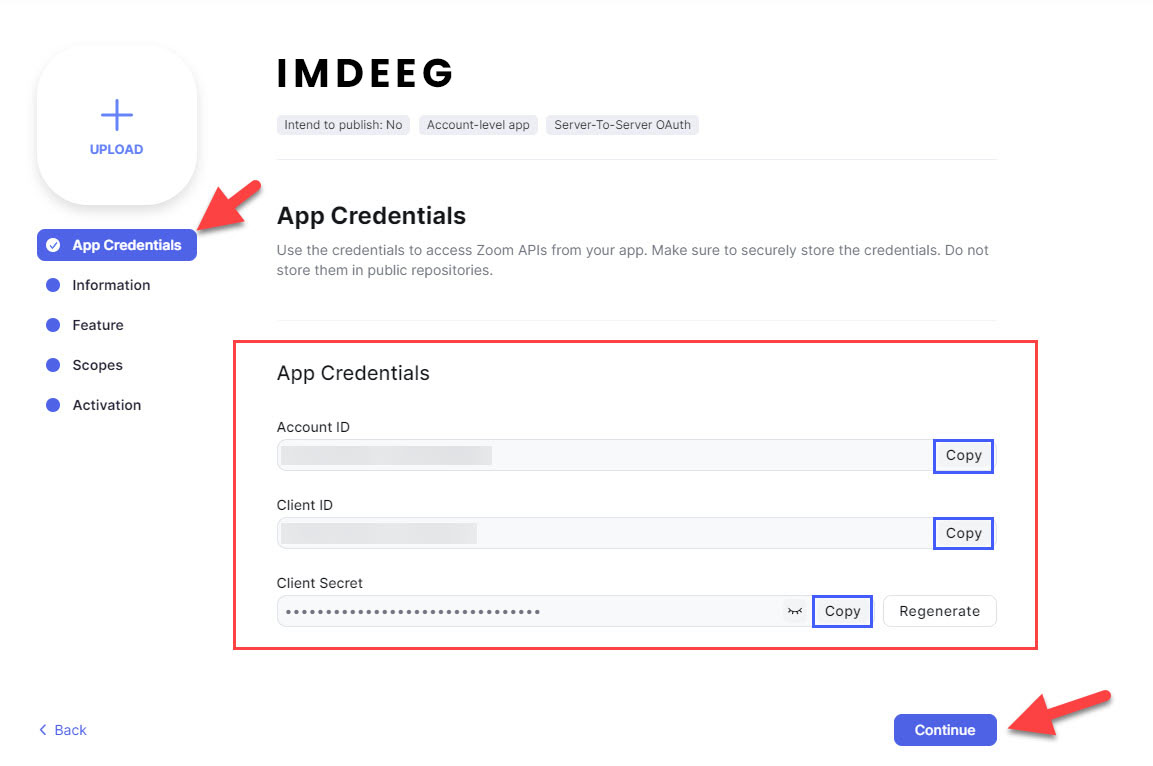 IMDEEG
Intend to publish: No
Account-level app
Server-To-Server OAuth
UPLOAD
App Credentials
Information
Feature
Scopes
Activation
App Credentials
Use the credentials to access Zoom APIs from your app. Make sure to securely store the credentials. Do not
store them in public repositories.
App Credentials
Account ID
Copy
Client ID
Copy
Client Secret
Copy
Regenerate
Back
Continue